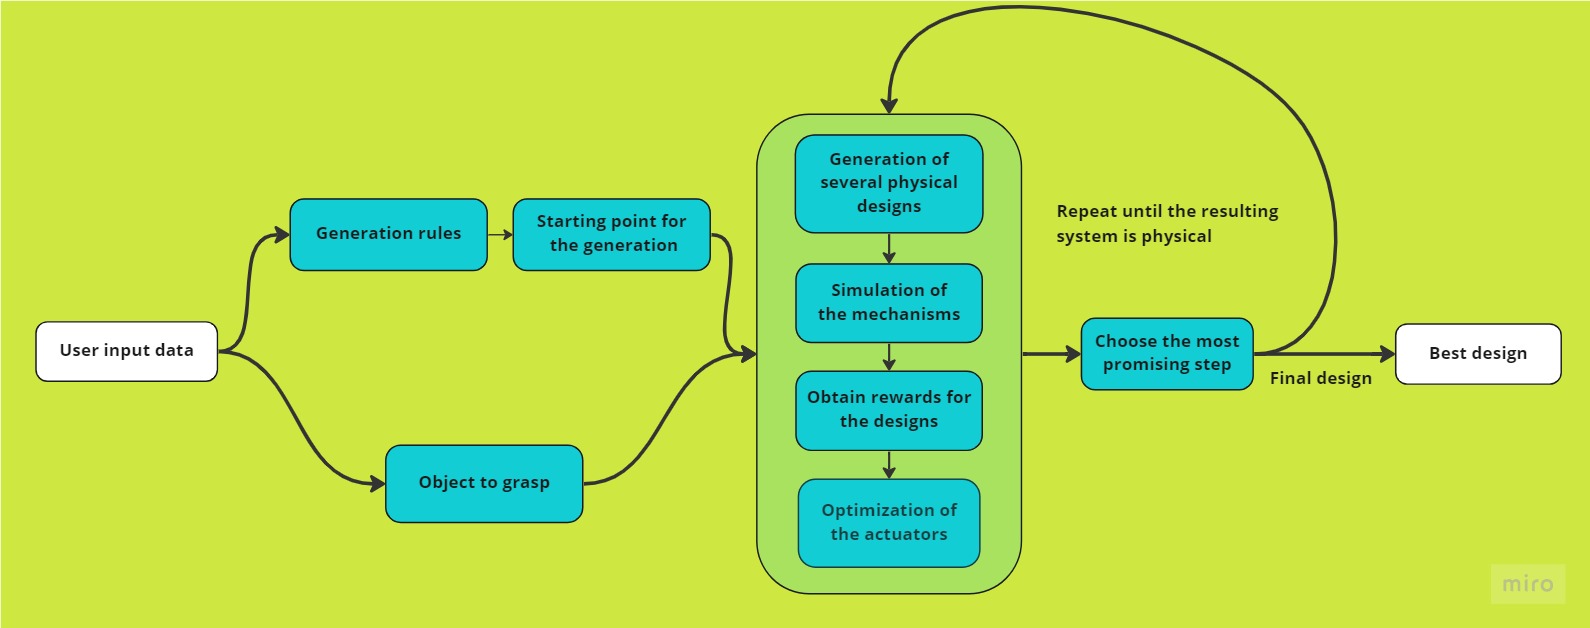 User input data
Generation rules
Starting point for
the generation
Object to grasp
Generation of
several physical
designs
Simulation of
the mechanisms
Obtain rewards for
the designs
Optimization of
the actuators
Repeat until the resulting
system is physical
Choose the most
promising step
Final design
Best design
miro